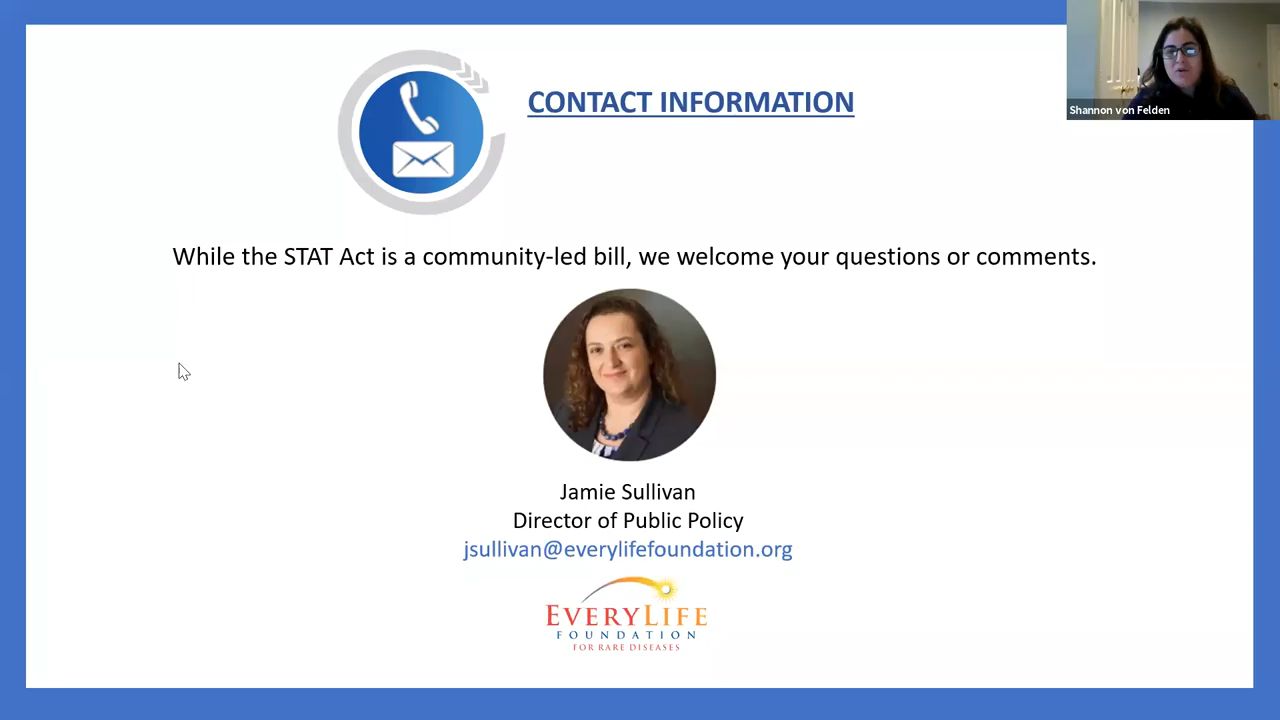 CONTACT INFORMATION
Shannon von Felden
While the STAT Act is a community-led bill, we welcome your questions or comments.
Jamie Sullivan
Director of Public Policy
jsullivan@everylifefoundation.org
EVERYLIFE
FOUNDATION
FOR RARE DISEASES